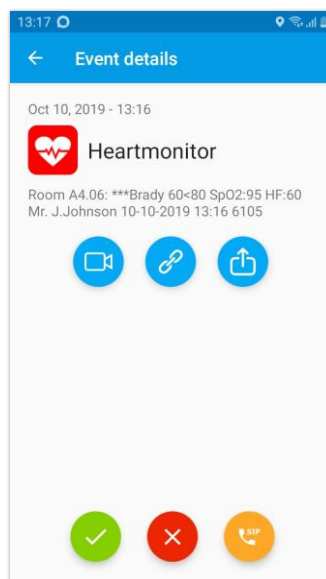 13:17
Event details
Oct 10, 2019 - 13:16
Heartmonitor
Room A4.06: ***Brady 60<80 SpO2:95 HF:60
Mr. J.Johnson 10-10-2019 13:16 6105
SIP